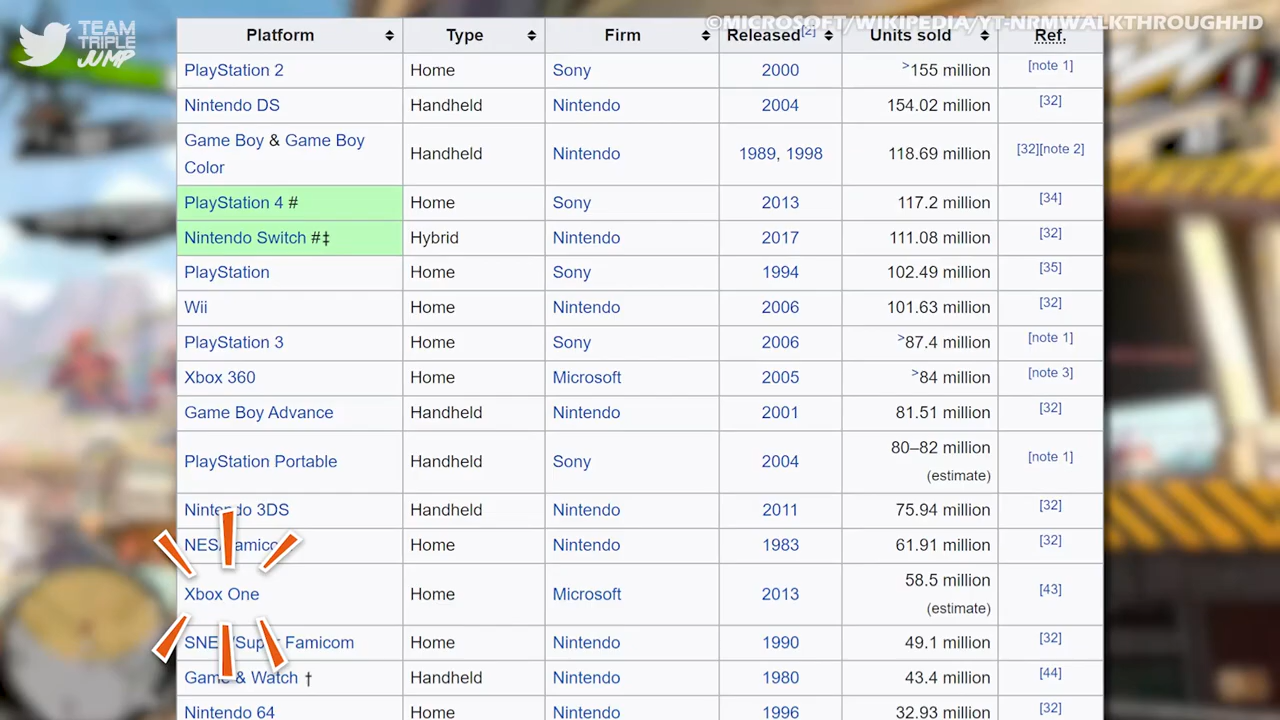 ©MICROSOFT/WIKIPEDIA/YT-NRMWALKTHROUGHHD
TEAM
TRIPLE
JUMP
Platform Type Firm Released[2] Units sold Ref.
PlayStation 2 Home Sony 2000 >155 million [note 1]
Nintendo DS Handheld Nintendo 2004 154.02 million [32]
Game Boy & Game Boy
Color Handheld Nintendo 1989, 1998 118.69 million [32][note 2]
PlayStation 4 # Home Sony 2013 117.2 million [34]
Nintendo Switch #‡ Hybrid Nintendo 2017 111.08 million [32]
PlayStation Home Sony 1994 102.49 million [35]
Wii Home Nintendo 2006 101.63 million [32]
PlayStation 3 Home Sony 2006 >87.4 million [note 1]
Xbox 360 Home Microsoft 2005 >84 million [note 3]
Game Boy Advance Handheld Nintendo 2001 81.51 million [32]
PlayStation Portable Handheld Sony 2004 80–82 million
(estimate) [note 1]
Nintendo 3DS Handheld Nintendo 2011 75.94 million [32]
NES/Famicom Home Nintendo 1983 61.91 million [32]
Xbox One Home Microsoft 2013 58.5 million
(estimate) [43]
SNES/Super Famicom Home Nintendo 1990 49.1 million [32]
Game & Watch † Handheld Nintendo 1980 43.4 million [44]
Nintendo 64 Home Nintendo 1996 32.93 million [32]